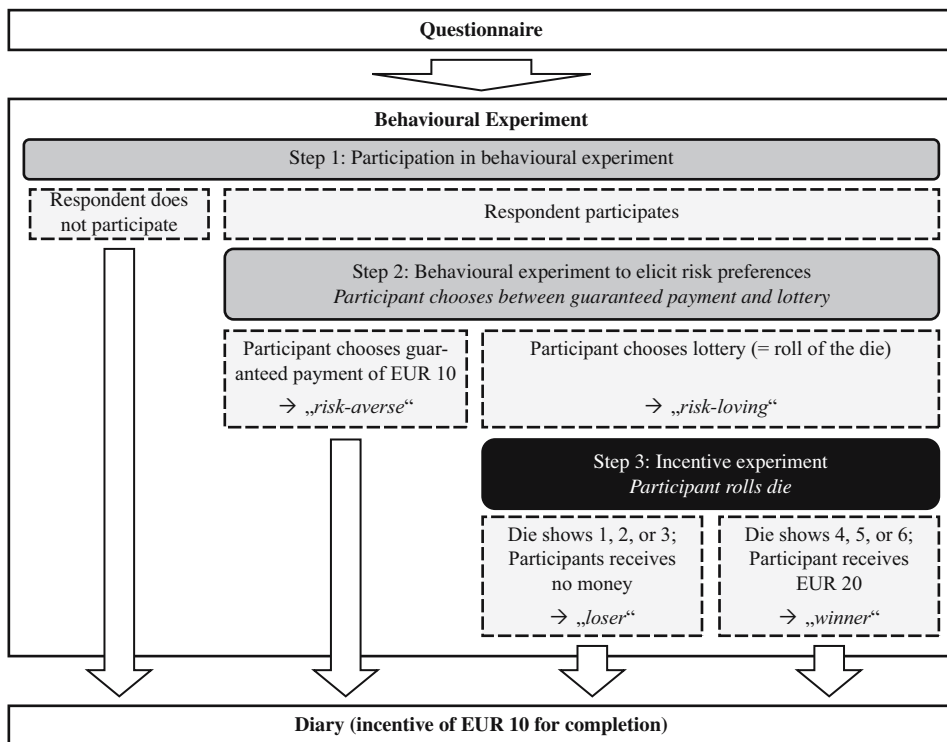 Questionnaire
Behavioural Experiment
Step 1: Participation in behavioural experiment
Respondent does
not participate
Respondent participates
Step 2: Behavioural experiment to elicit risk preferences
Participant chooses between guaranteed payment and lottery
Participant chooses guar-
anteed payment of EUR 10
→ „risk-averse“
Participant chooses lottery (= roll of the die)
→ „risk-loving“
Step 3: Incentive experiment
Participant rolls die
Die shows 1, 2, or 3;
Participants receives
no money
→ „loser“
Die shows 4, 5, or 6;
Participant receives
EUR 20
→ „winner“
Diary (incentive of EUR 10 for completion)